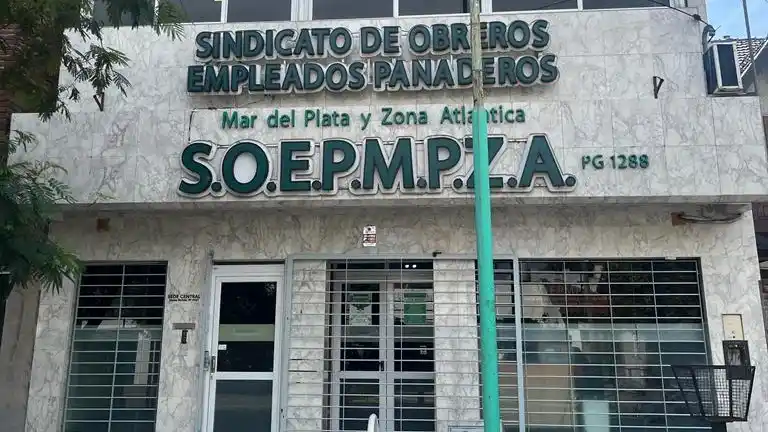 SINDICATO DE OBREROS
EMPLEADOS PANADEROS
Mar del Plata y Zona Atlantica
S.O.E.P.M.P.Z.A. PG 1288
SEDE CENTRAL